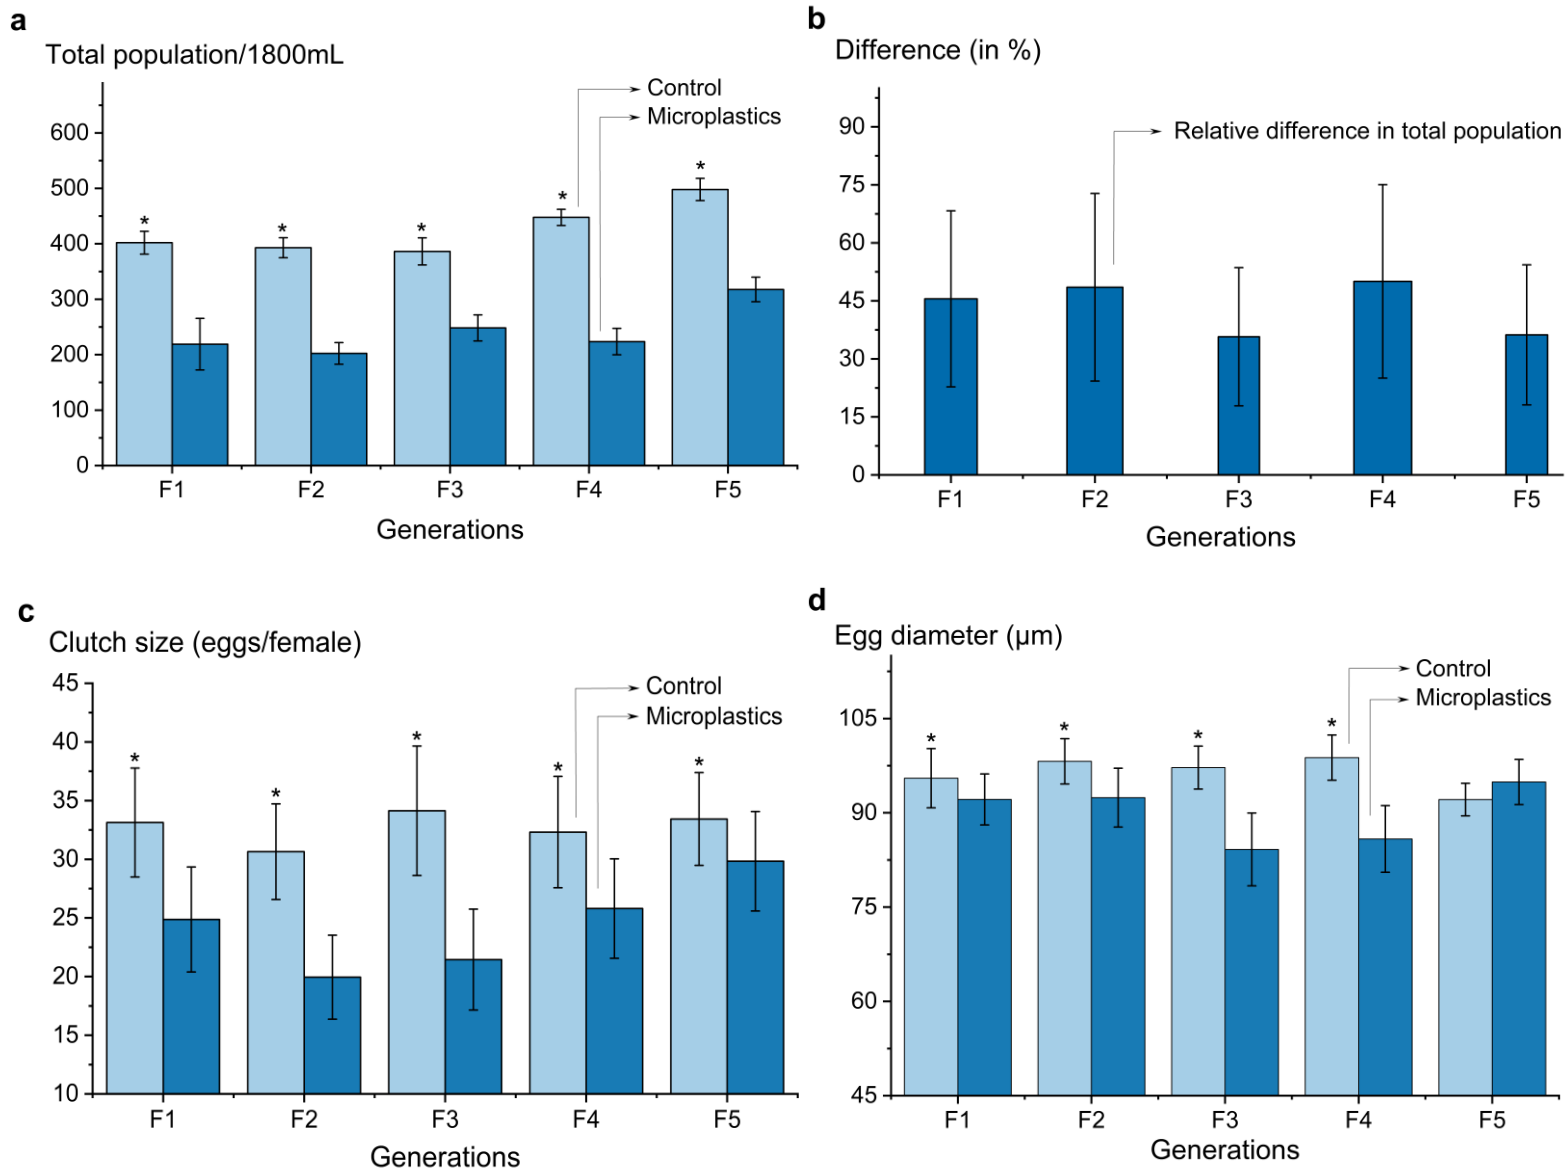 a
Total population/1800mL
Control
Microplastics
600
500
400
300
200
100
0
* * * * *
F1 F2 F3 F4 F5
Generations
b
Difference (in %)
Relative difference in total population
90
75
60
45
30
15
0
F1 F2 F3 F4 F5
Generations
c
Clutch size (eggs/female)
Control
Microplastics
45
40
35
30
25
20
15
10
* * * * *
F1 F2 F3 F4 F5
Generations
d
Egg diameter (μm)
Control
Microplastics
105
90
75
60
45
* * * *
F1 F2 F3 F4 F5
Generations